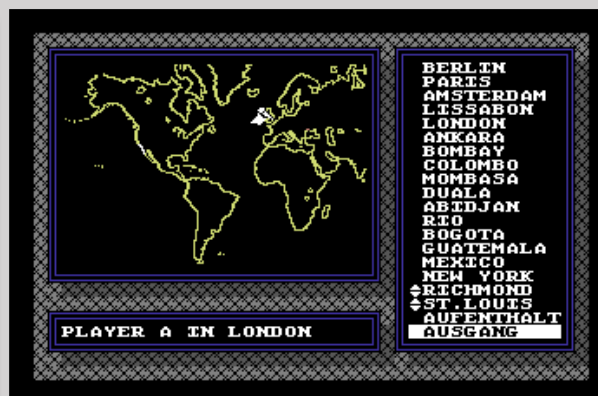 BERLIN
PARIS
AMSTERDAM
LISSABON
LONDON
ANKARA
BOMBAY
COLOMBO
MOMBASA
DUALA
ABIDJAN
RIO
BOGOTA
GUATEMALA
MEXICO
NEW YORK
RICHMOND
ST.LOUIS
AUFENTHALT
AUSGANG
PLAYER A IN LONDON